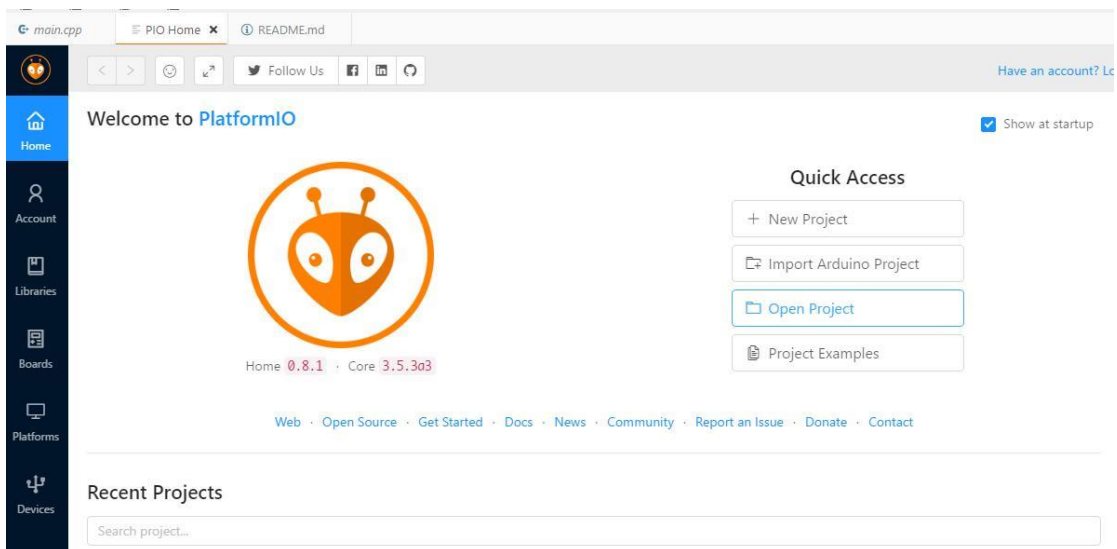 main.cpp PIO Home README.md
Follow Us
Have an account?
Home
Account
Libraries
Boards
Platforms
Devices
Welcome to PlatformIO
Show at startup
Home 0.8.1 · Core 3.5.3a3
Quick Access
New Project
Import Arduino Project
Open Project
Project Examples
Web · Open Source · Get Started · Docs · News · Community · Report an Issue · Donate · Contact
Recent Projects
Search project...